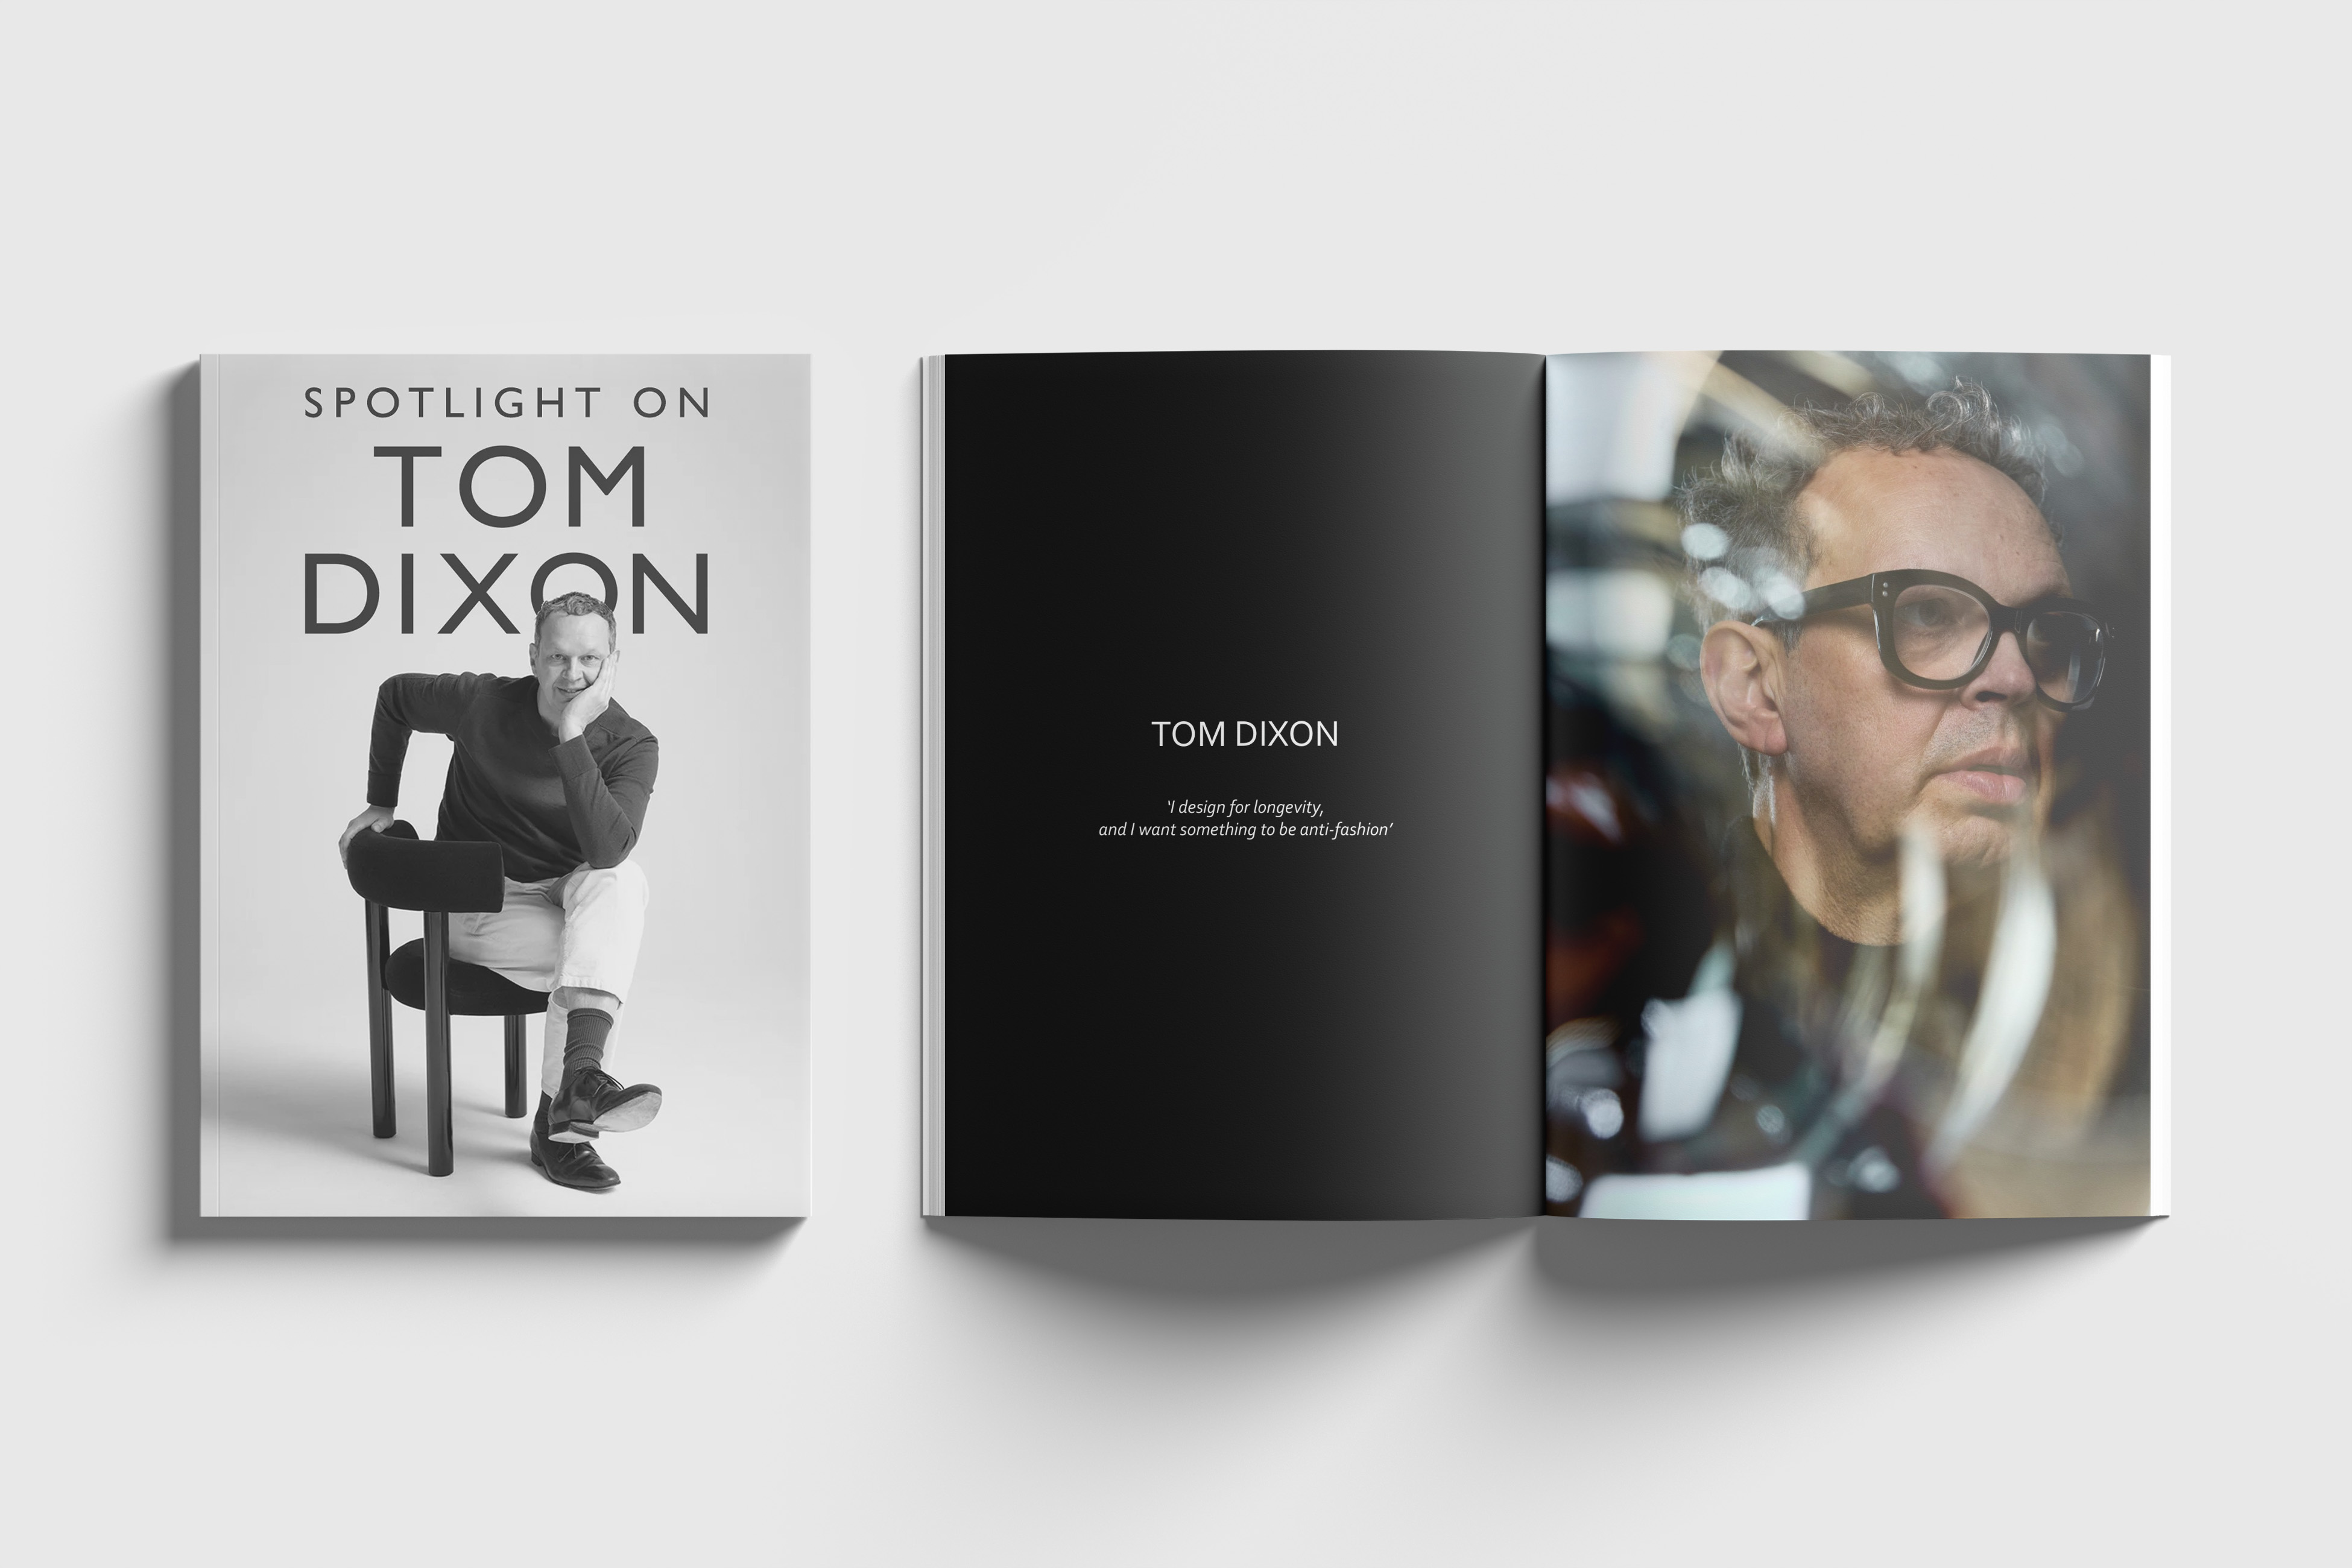 SPOTLIGHT ON
TOM
DIXON
TOM DIXON
‘I design for longevity,
and I want something to be anti-fashion’